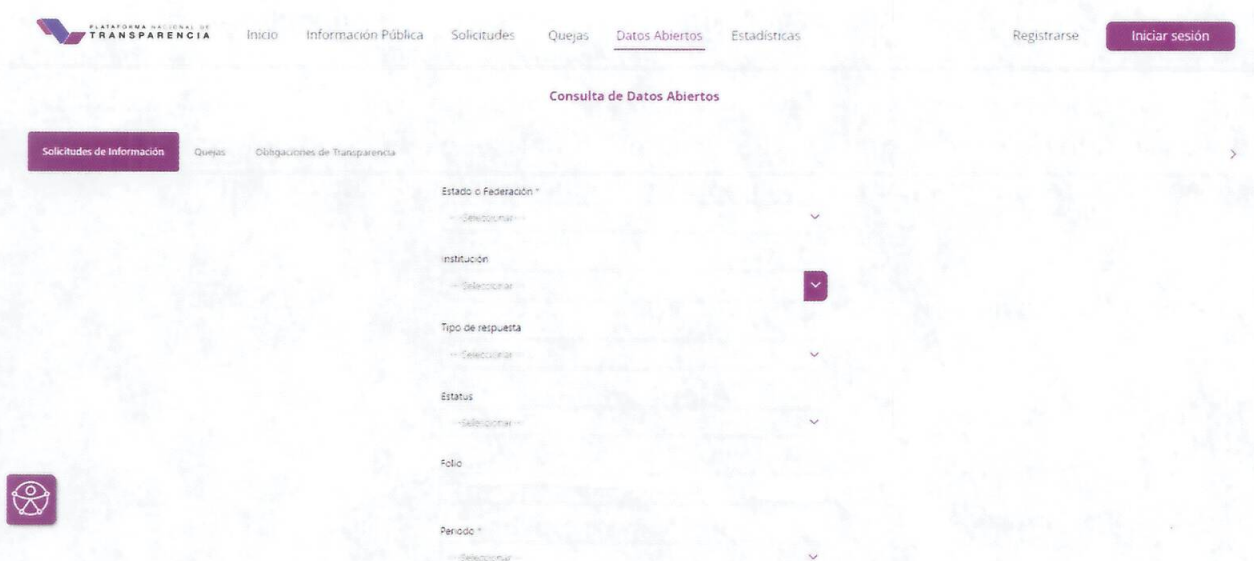 PLATAFORMA NACIONAL DE
TRANSPARENCIA
Inicio Información Pública Solicitudes Quejas Datos Abiertos Estadísticas Registrarse Iniciar sesión
Consulta de Datos Abiertos
Solicitudes de Información Quejas Obligaciones de Transparencia
Estado o Federación *
-- Seleccionar --
Institución
-- Seleccionar --
Tipo de respuesta
-- Seleccionar --
Estatus
-- Seleccionar --
Folio
Periodo *
-- Seleccionar --